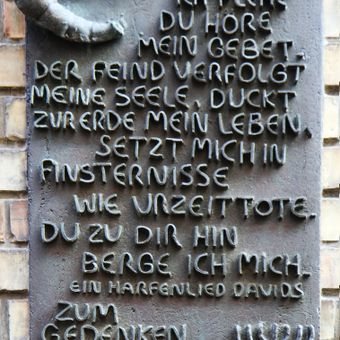 DU HÖRE
MEIN GEBET.
DER FEIND VERFOLGT
MEINE SEELE, DUCKT
ZUR ERDE MEIN LEBEN,
SETZT MICH IN
FINSTERNISSE
WIE URZEITTOTE.
DU ZU DIR HIN
BERGE ICH MICH.
EIN HARFENLIED DAVIDS
ZUM
GEDENKEN